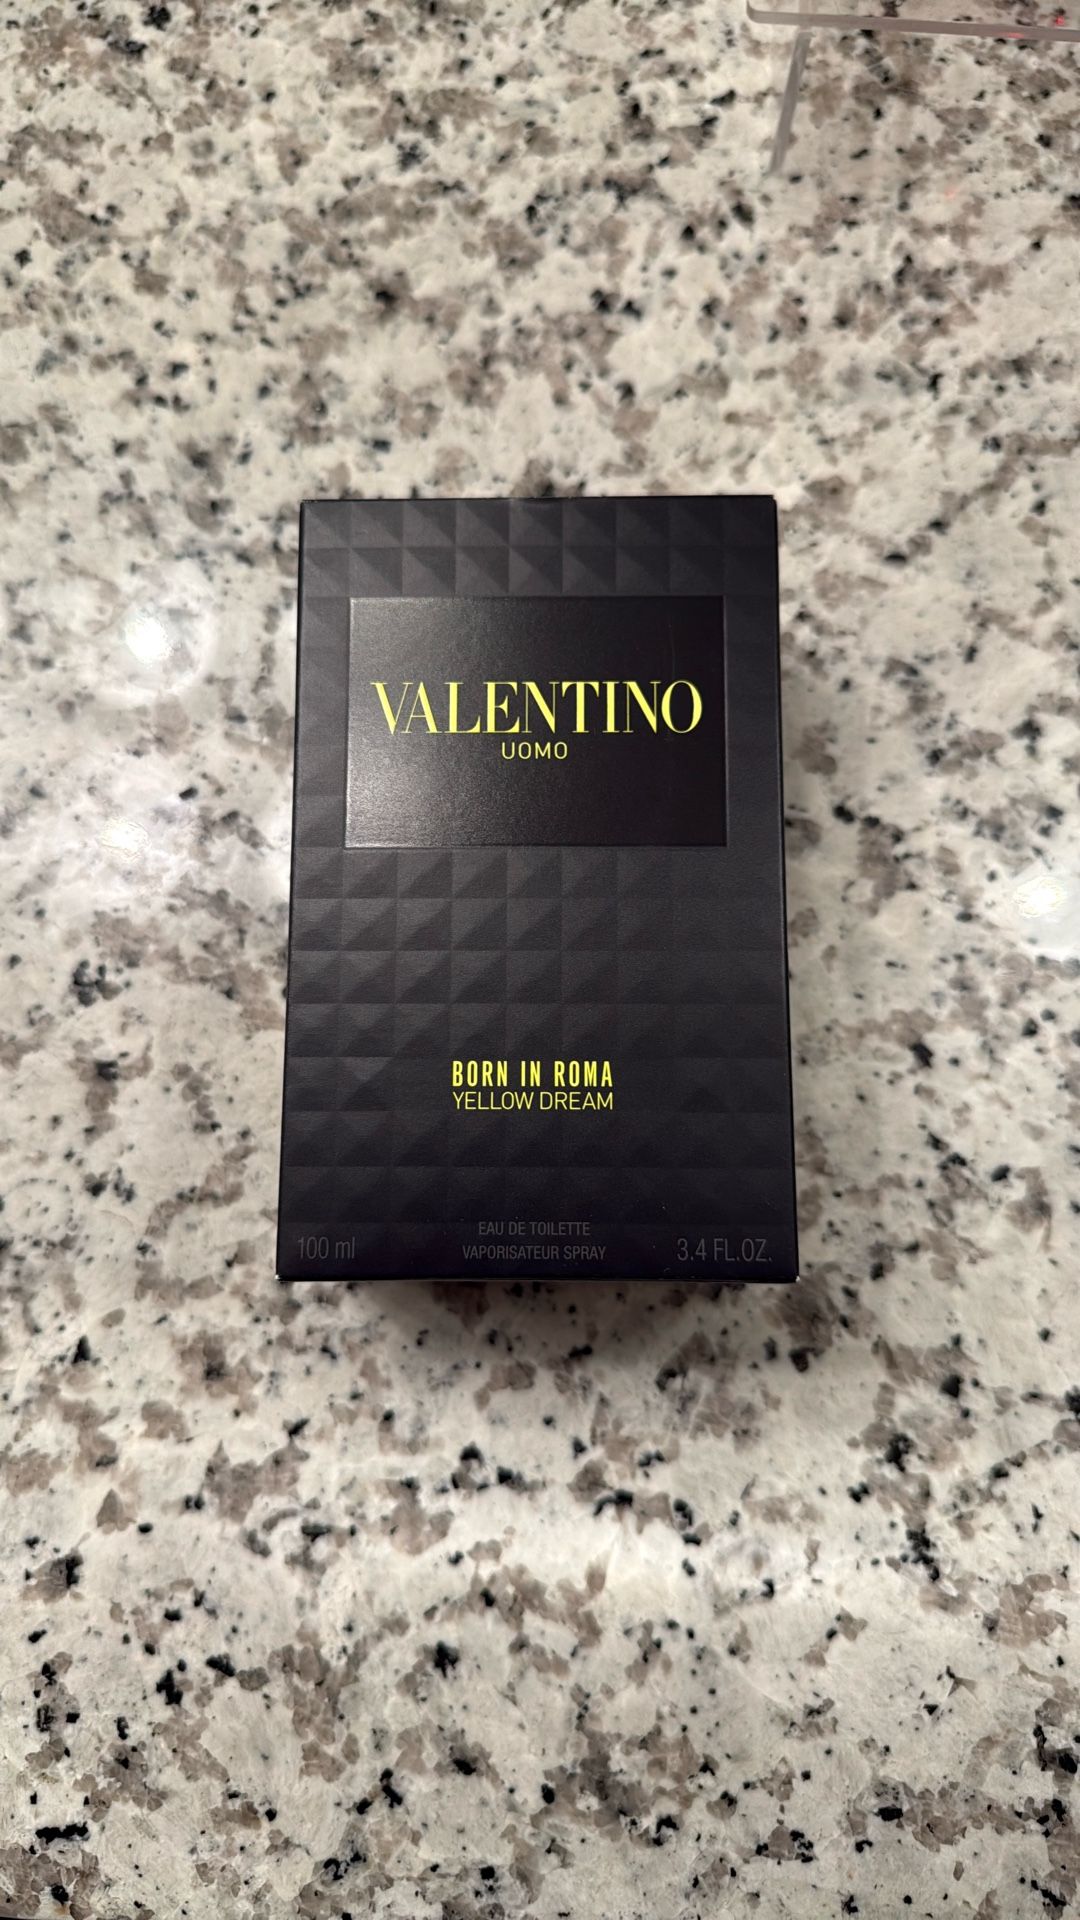 VALENTINO
UOMO
BORN IN ROMA
YELLOW DREAM
EAU DE TOILETTE
100 ml VAPORISATEUR SPRAY 3.4 FL.OZ.